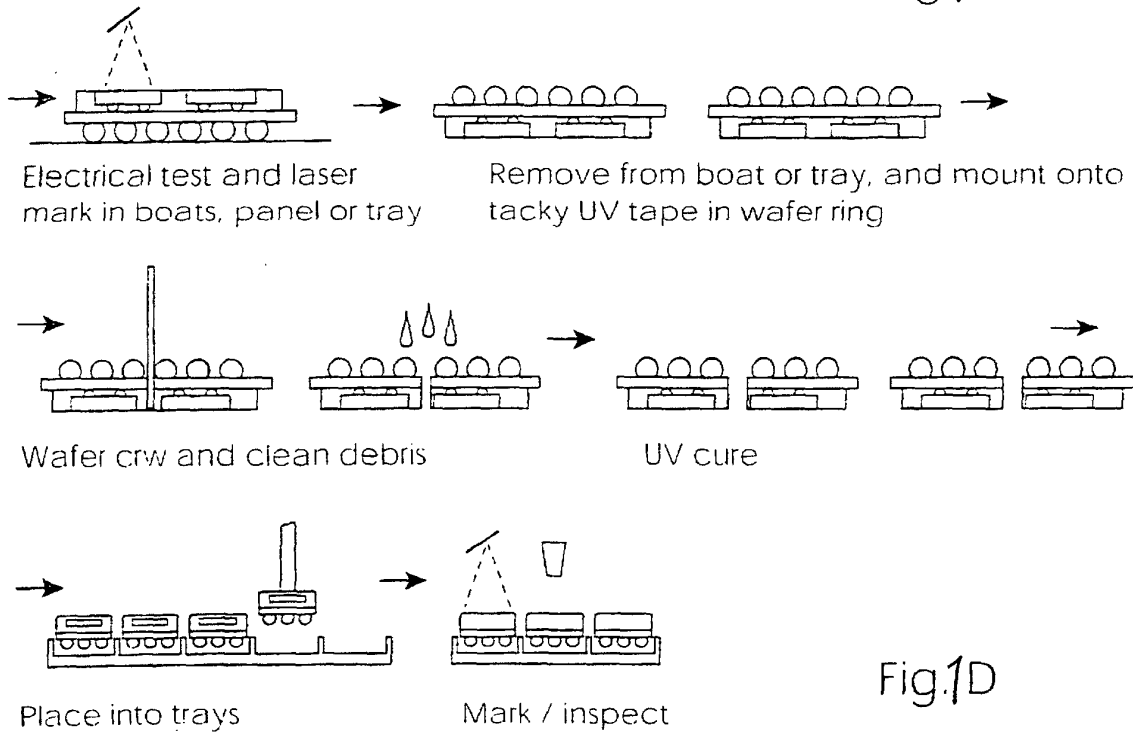 Electrical test and laser
mark in boats, panel or tray
Remove from boat or tray, and mount onto
tacky UV tape in wafer ring
Wafer crw and clean debris
UV cure
Place into trays
Mark / inspect
Fig.1D